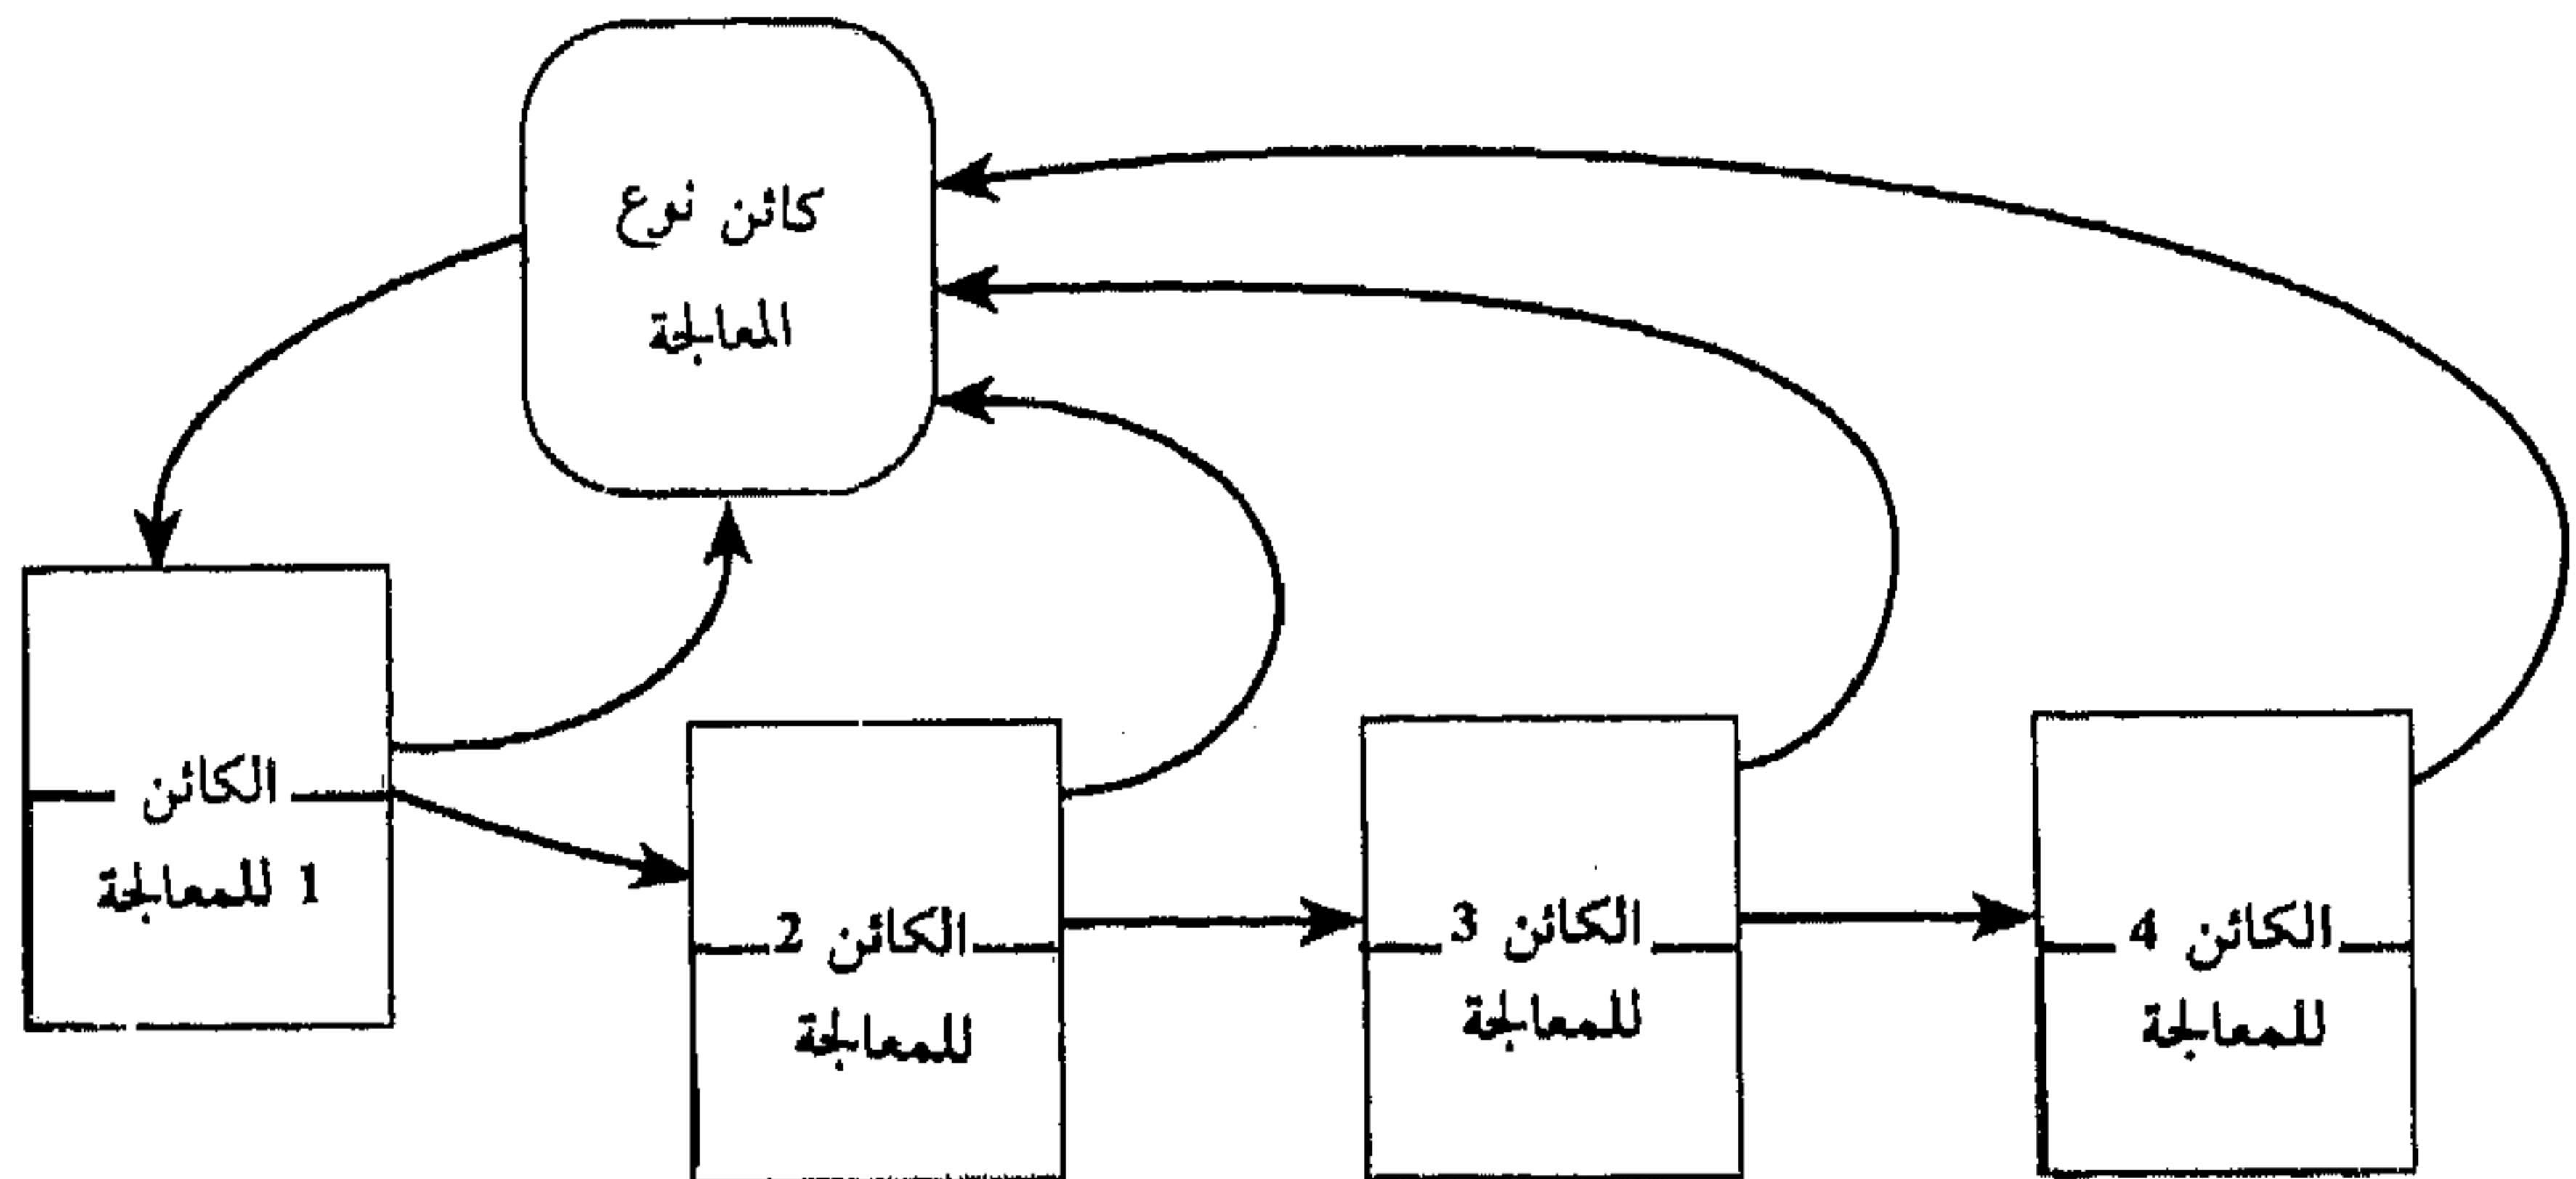 كائن نوع
المعالجة
الكائن
1 للمعالجة
الكائن 2
للمعالجة
الكائن 3
للمعالجة
الكائن 4
للمعالجة